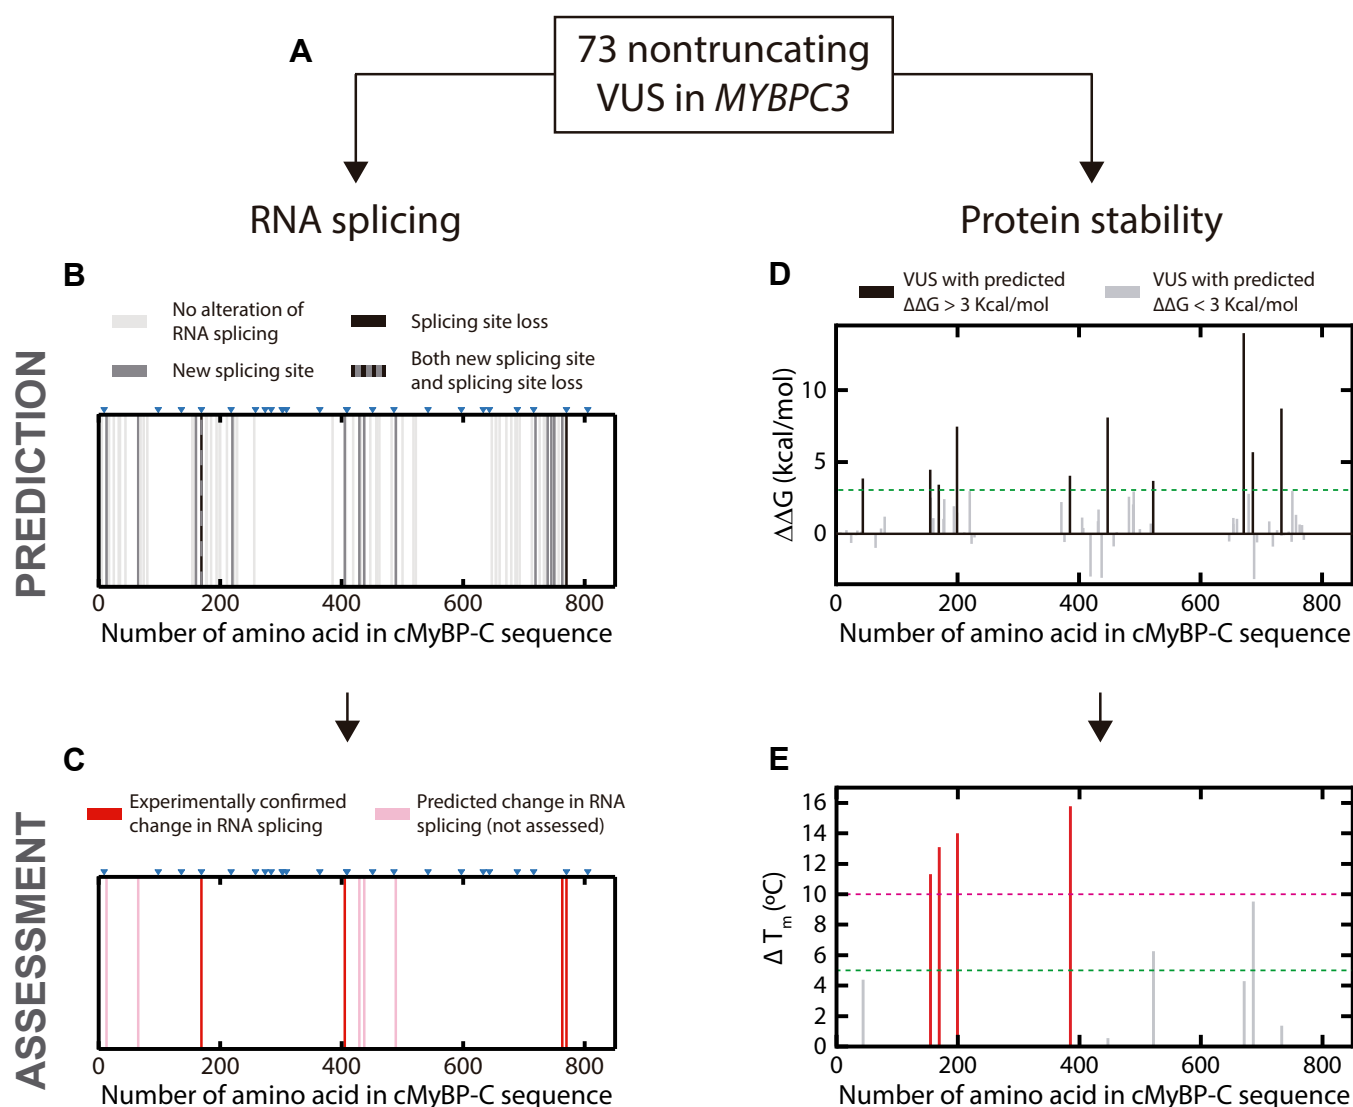 A
73 nontruncating
VUS in MYBPC3
RNA splicing
Protein stability
PREDICTION
B
No alteration of
RNA splicing
Splicing site loss
New splicing site
Both new splicing site
and splicing site loss
0 200 400 600 800
Number of amino acid in cMyBP-C sequence
D
VUS with predicted
ΔΔG > 3 Kcal/mol
VUS with predicted
ΔΔG < 3 Kcal/mol
ΔΔG (kcal/mol)
10
5
0
0 200 400 600 800
Number of amino acid in cMyBP-C sequence
ASSESSMENT
C
Experimentally confirmed
change in RNA splicing
Predicted change in RNA
splicing (not assessed)
0 200 400 600 800
Number of amino acid in cMyBP-C sequence
E
Δ Tm (ºC)
16
14
12
10
8
6
4
2
0
0 200 400 600 800
Number of amino acid in cMyBP-C sequence